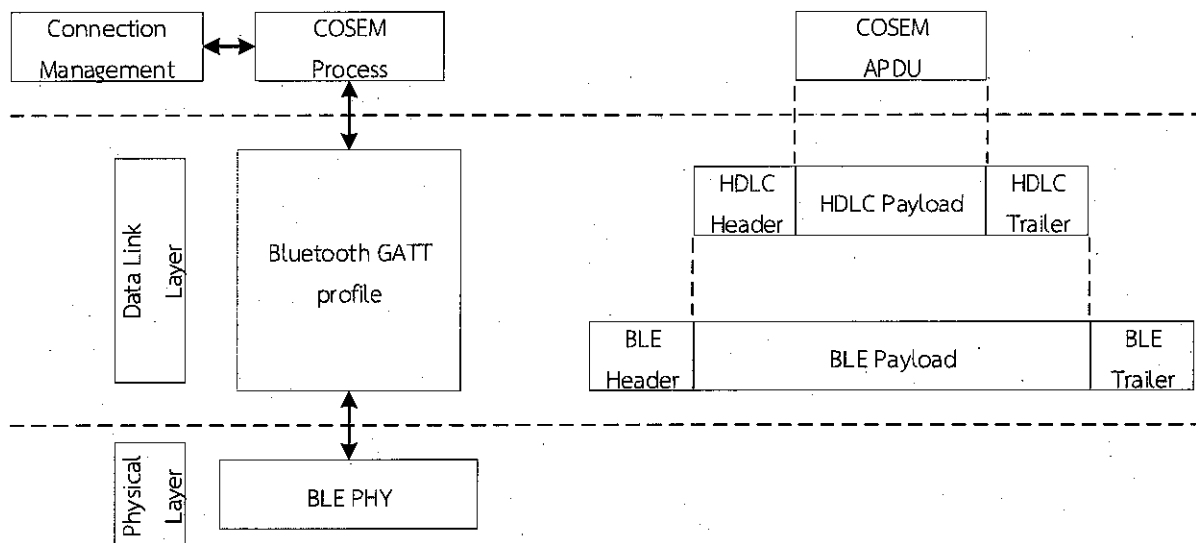 Connection
Management
COSEM
Process
COSEM
APDU
Data Link
Layer
Bluetooth GATT
profile
HDLC
Header
HDLC Payload
HDLC
Trailer
BLE
Header
BLE Payload
BLE
Trailer
Physical
Layer
BLE PHY